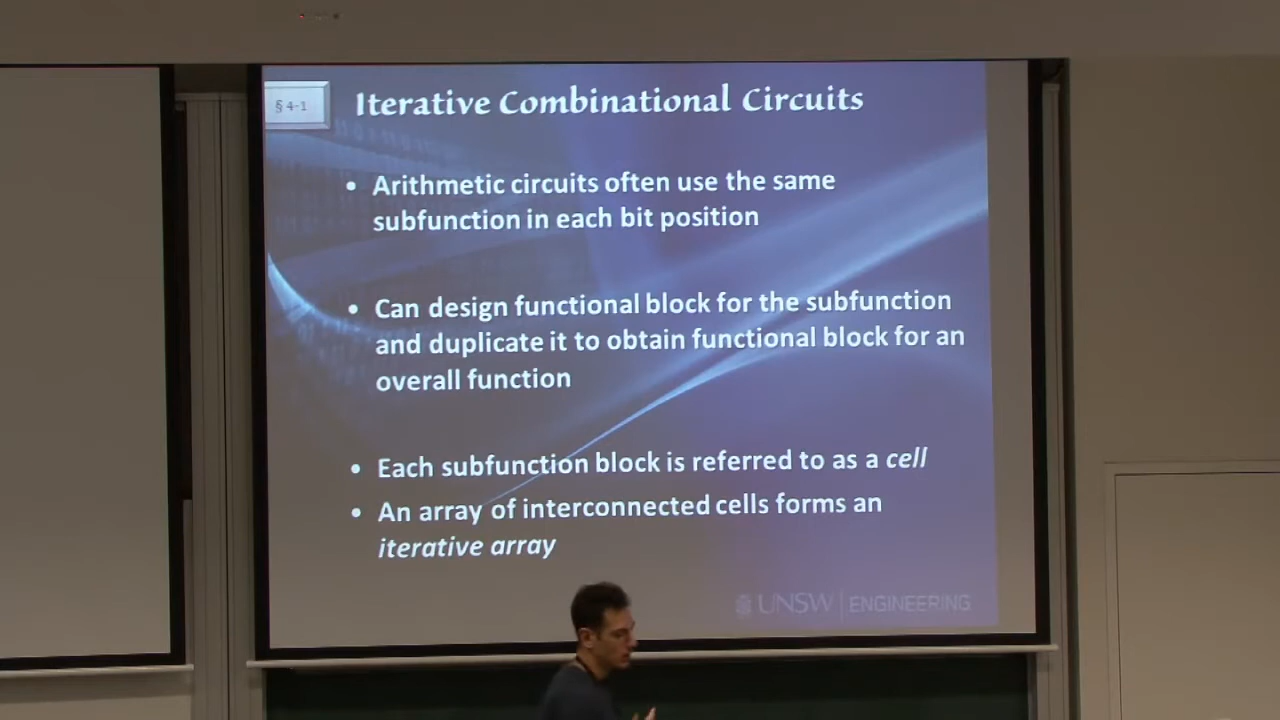 § 4-1
Iterative Combinational Circuits
• Arithmetic circuits often use the same
subfunction in each bit position
• Can design functional block for the subfunction
and duplicate it to obtain functional block for an
overall function
• Each subfunction block is referred to as a cell
• An array of interconnected cells forms an
iterative array
UNSW ENGINEERING